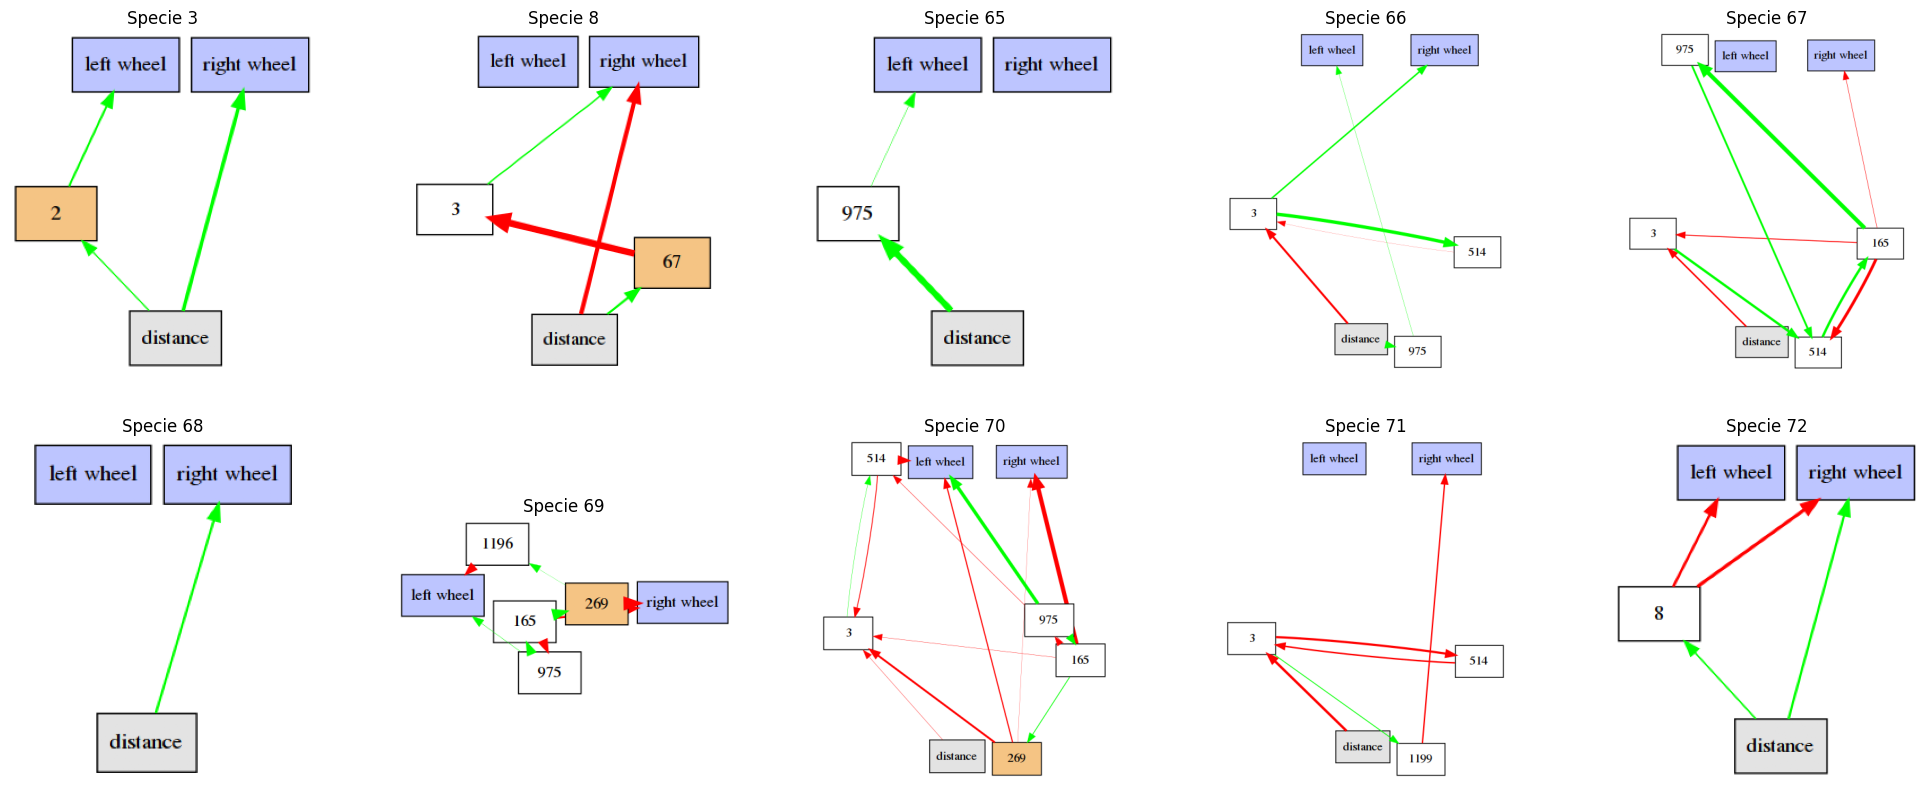 Specie 3
left wheel
right wheel
2
distance
Specie 8
left wheel
right wheel
3
67
distance
Specie 65
left wheel
right wheel
975
distance
Specie 66
left wheel
right wheel
3
514
distance
975
Specie 67
975
left wheel
right wheel
3
165
distance
514
Specie 68
left wheel
right wheel
distance
Specie 69
1196
left wheel
269
right wheel
165
975
Specie 70
514
left wheel
right wheel
975
3
165
distance
269
Specie 71
left wheel
right wheel
3
514
distance
1199
Specie 72
left wheel
right wheel
8
distance